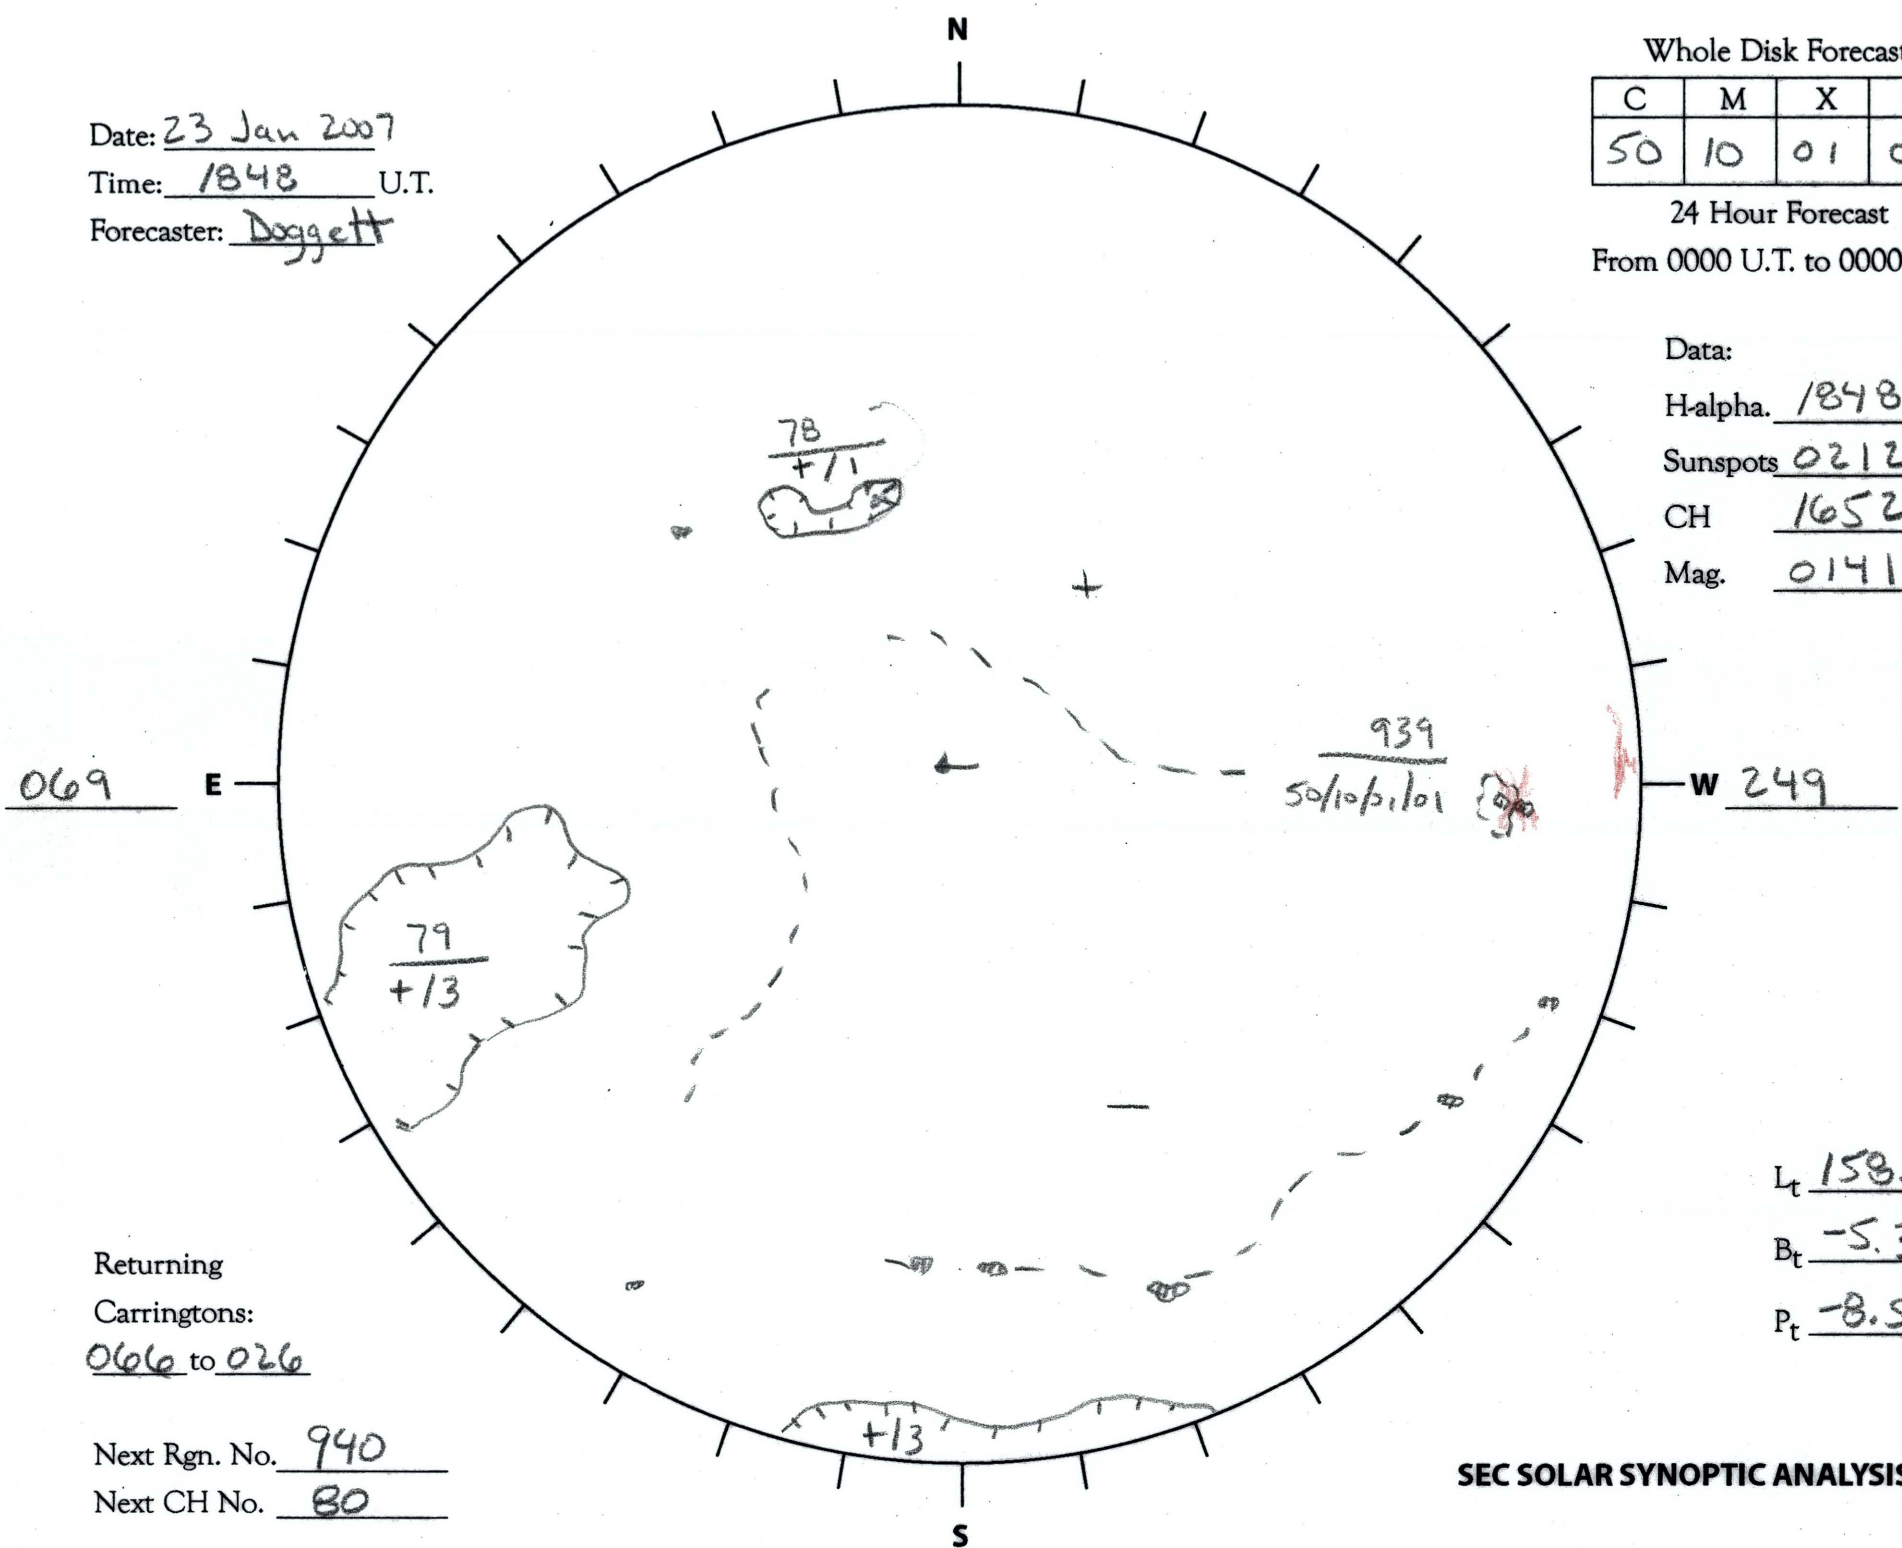 N
Date: 23 Jan 2007
Time: 1848 U.T.
Forecaster: Doggett
Whole Disk Forecast
C M X
50 10 01
24 Hour Forecast
From 0000 U.T. to 0000
Data:
H-alpha. 1848
Sunspots 0212
CH 1652
Mag. 0141
78
+/1
+
939
50/10/01/01
069 E
W 249
79
+/3
—
Lt 158.
Bt -5.
Pt -8.5
Returning
Carringtons:
066 to 026
Next Rgn. No. 940
Next CH No. 80
+/3
SEC SOLAR SYNOPTIC ANALYSIS
S